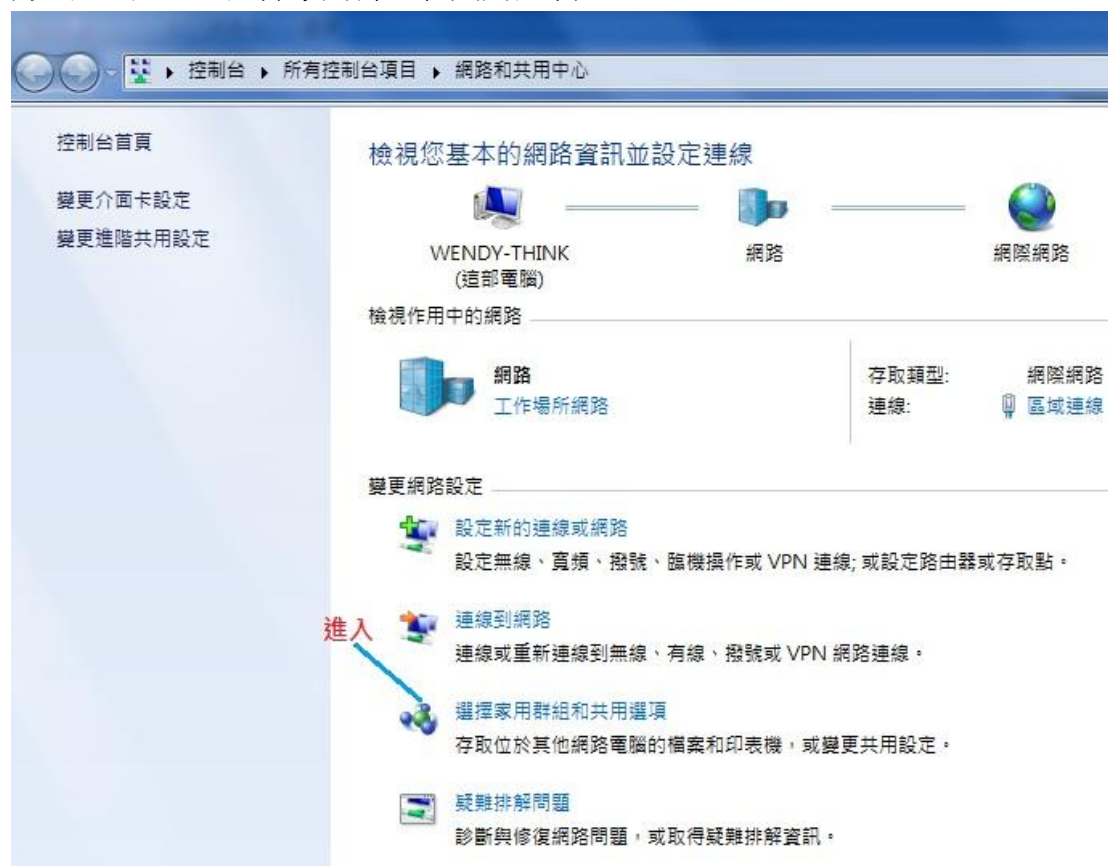 控制台 ▸ 所有控制台項目 ▸ 網路和共用中心
控制台首頁
變更介面卡設定
變更進階共用設定
檢視您基本的網路資訊並設定連線
WENDY-THINK
(這部電腦)
網路
網際網路
檢視作用中的網路
網路
工作場所網路
存取類型: 網際網路
連線: 區域連線
變更網路設定
設定新的連線或網路
設定無線、寬頻、撥號、臨機操作或 VPN 連線; 或設定路由器或存取點。
進入
連線到網路
連線或重新連線到無線、有線、撥號或 VPN 網路連線。
選擇家用群組和共用選項
存取位於其他網路電腦的檔案和印表機,或變更共用設定。
疑難排解問題
診斷與修復網路問題,或取得疑難排解資訊。